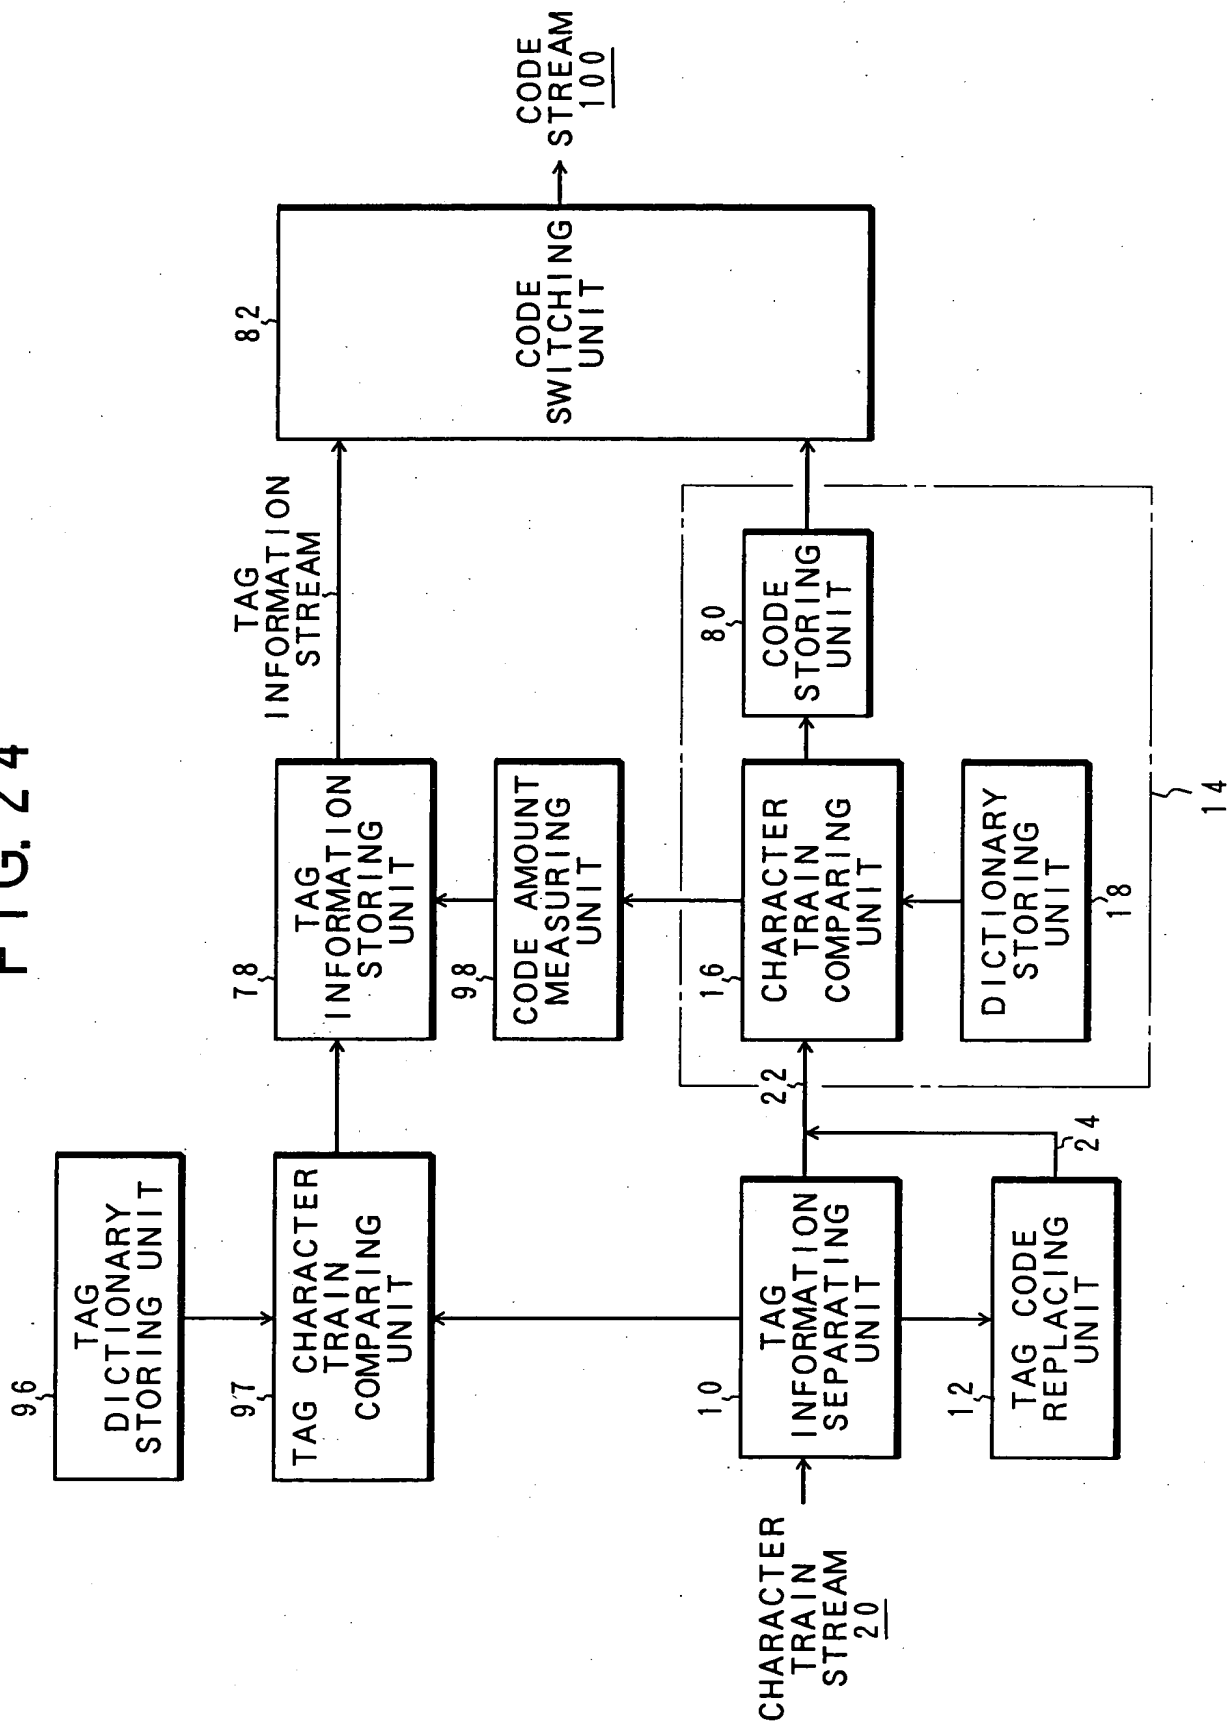 FIG. 24
96
TAG
DICTIONARY
STORING UNIT
97
TAG CHARACTER
TRAIN
COMPARING
UNIT
78
TAG
INFORMATION
STORING
UNIT
TAG
INFORMATION
STREAM
82
CODE
SWITCHING
UNIT
CODE
STREAM
100
98
CODE AMOUNT
MEASURING
UNIT
CHARACTER
TRAIN
STREAM
20
10
TAG
INFORMATION
SEPARATING
UNIT
22
16
CHARACTER
TRAIN
COMPARING
UNIT
80
CODE
STORING
UNIT
12
TAG CODE
REPLACING
UNIT
24
DICTIONARY
STORING
UNIT
18
14